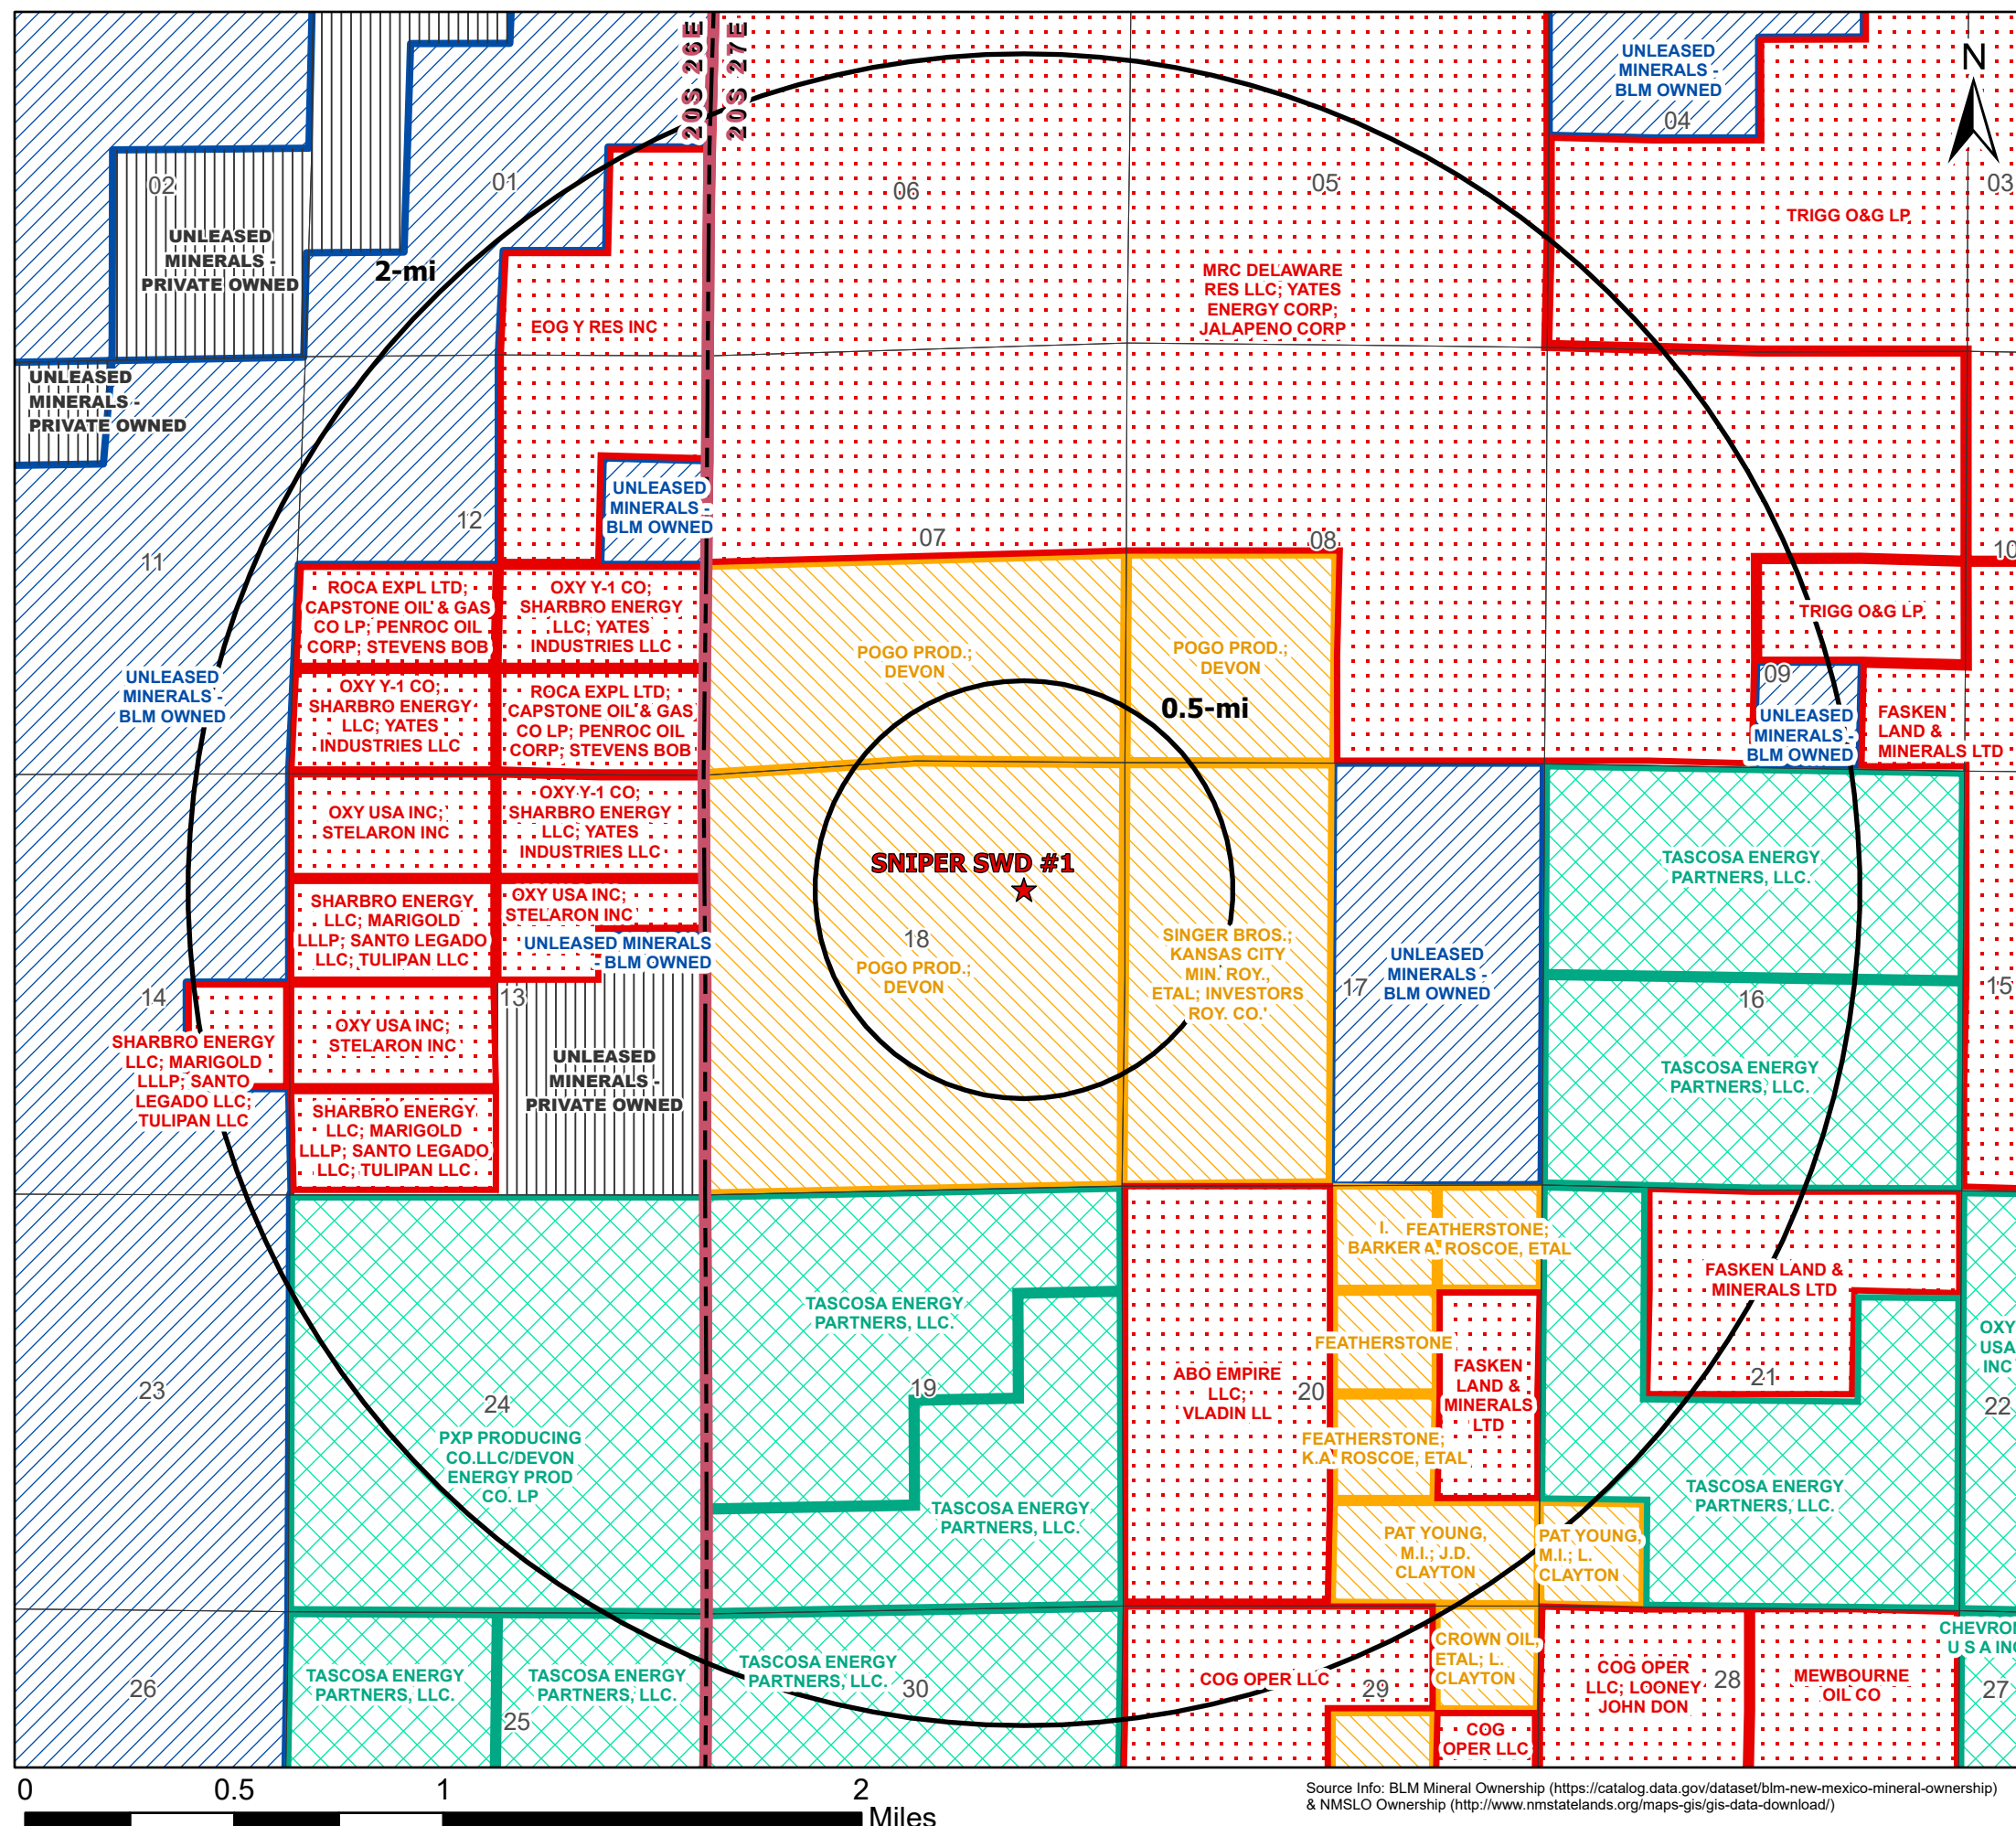 20S 26E
20S 27E
UNLEASED
MINERALS -
BLM OWNED
04
N
02
01
06
05
03
UNLEASED
MINERALS -
PRIVATE OWNED
2-mi
TRIGG O&G LP
MRC DELAWARE
RES LLC; YATES
ENERGY CORP;
JALAPENO CORP
EOG Y RES INC
UNLEASED
MINERALS -
PRIVATE OWNED
UNLEASED
MINERALS -
BLM OWNED
12
11
07
08
10
ROCA EXPL LTD;
CAPSTONE OIL & GAS
CO LP; PENROC OIL
CORP; STEVENS BOB
OXY Y-1 CO;
SHARBRO ENERGY
LLC; YATES
INDUSTRIES LLC
TRIGG O&G LP
POGO PROD.;
DEVON
POGO PROD.;
DEVON
UNLEASED
MINERALS -
BLM OWNED
OXY Y-1 CO;
SHARBRO ENERGY
LLC; YATES
INDUSTRIES LLC
ROCA EXPL LTD;
CAPSTONE OIL & GAS
CO LP; PENROC OIL
CORP; STEVENS BOB
0.5-mi
09
UNLEASED
MINERALS -
BLM OWNED
FASKEN
LAND &
MINERALS LTD
OXY USA INC;
STELARON INC
OXY Y-1 CO;
SHARBRO ENERGY
LLC; YATES
INDUSTRIES LLC
SNIPER SWD #1
TASCOSA ENERGY
PARTNERS, LLC.
SHARBRO ENERGY
LLC; MARIGOLD
LLLP; SANTO LEGADO
LLC; TULIPAN LLC
OXY USA INC;
STELARON INC
UNLEASED MINERALS
- BLM OWNED
18
POGO PROD.;
DEVON
SINGER BROS.;
KANSAS CITY
MIN. ROY.,
ETAL; INVESTORS
ROY. CO.'
17
UNLEASED
MINERALS -
BLM OWNED
16
15
14
13
SHARBRO ENERGY
LLC; MARIGOLD
LLLP; SANTO
LEGADO LLC;
TULIPAN LLC
OXY USA INC;
STELARON INC
UNLEASED
MINERALS -
PRIVATE OWNED
TASCOSA ENERGY
PARTNERS, LLC.
SHARBRO ENERGY
LLC; MARIGOLD
LLLP; SANTO LEGADO
LLC; TULIPAN LLC
I.
BARKER
FEATHERSTONE;
A. ROSCOE, ETAL
FASKEN LAND &
MINERALS LTD
TASCOSA ENERGY
PARTNERS, LLC.
FEATHERSTONE
OXY
USA
INC
23
24
19
ABO EMPIRE
LLC;
VLADIN LL
20
FASKEN
LAND &
MINERALS
LTD
21
22
PXP PRODUCING
CO.LLC/DEVON
ENERGY PROD
CO. LP
FEATHERSTONE;
K.A. ROSCOE, ETAL
TASCOSA ENERGY
PARTNERS, LLC.
TASCOSA ENERGY
PARTNERS, LLC.
PAT YOUNG,
M.I.; J.D.
CLAYTON
PAT YOUNG,
M.I.; L.
CLAYTON
26
TASCOSA ENERGY
PARTNERS, LLC.
TASCOSA ENERGY
PARTNERS, LLC.
25
TASCOSA ENERGY
PARTNERS, LLC.
30
COG OPER LLC
29
CROWN OIL,
ETAL; L.
CLAYTON
COG
OPER LLC
COG OPER
LLC; LOONEY
JOHN DON
28
MEWBOURNE
OIL CO
CHEVRO
U S A IN
27
0 0.5 1 2
Miles
Source Info: BLM Mineral Ownership (https://catalog.data.gov/dataset/blm-new-mexico-mineral-ownership)
& NMSLO Ownership (http://www.nmstatelands.org/maps-gis/gis-data-download/)